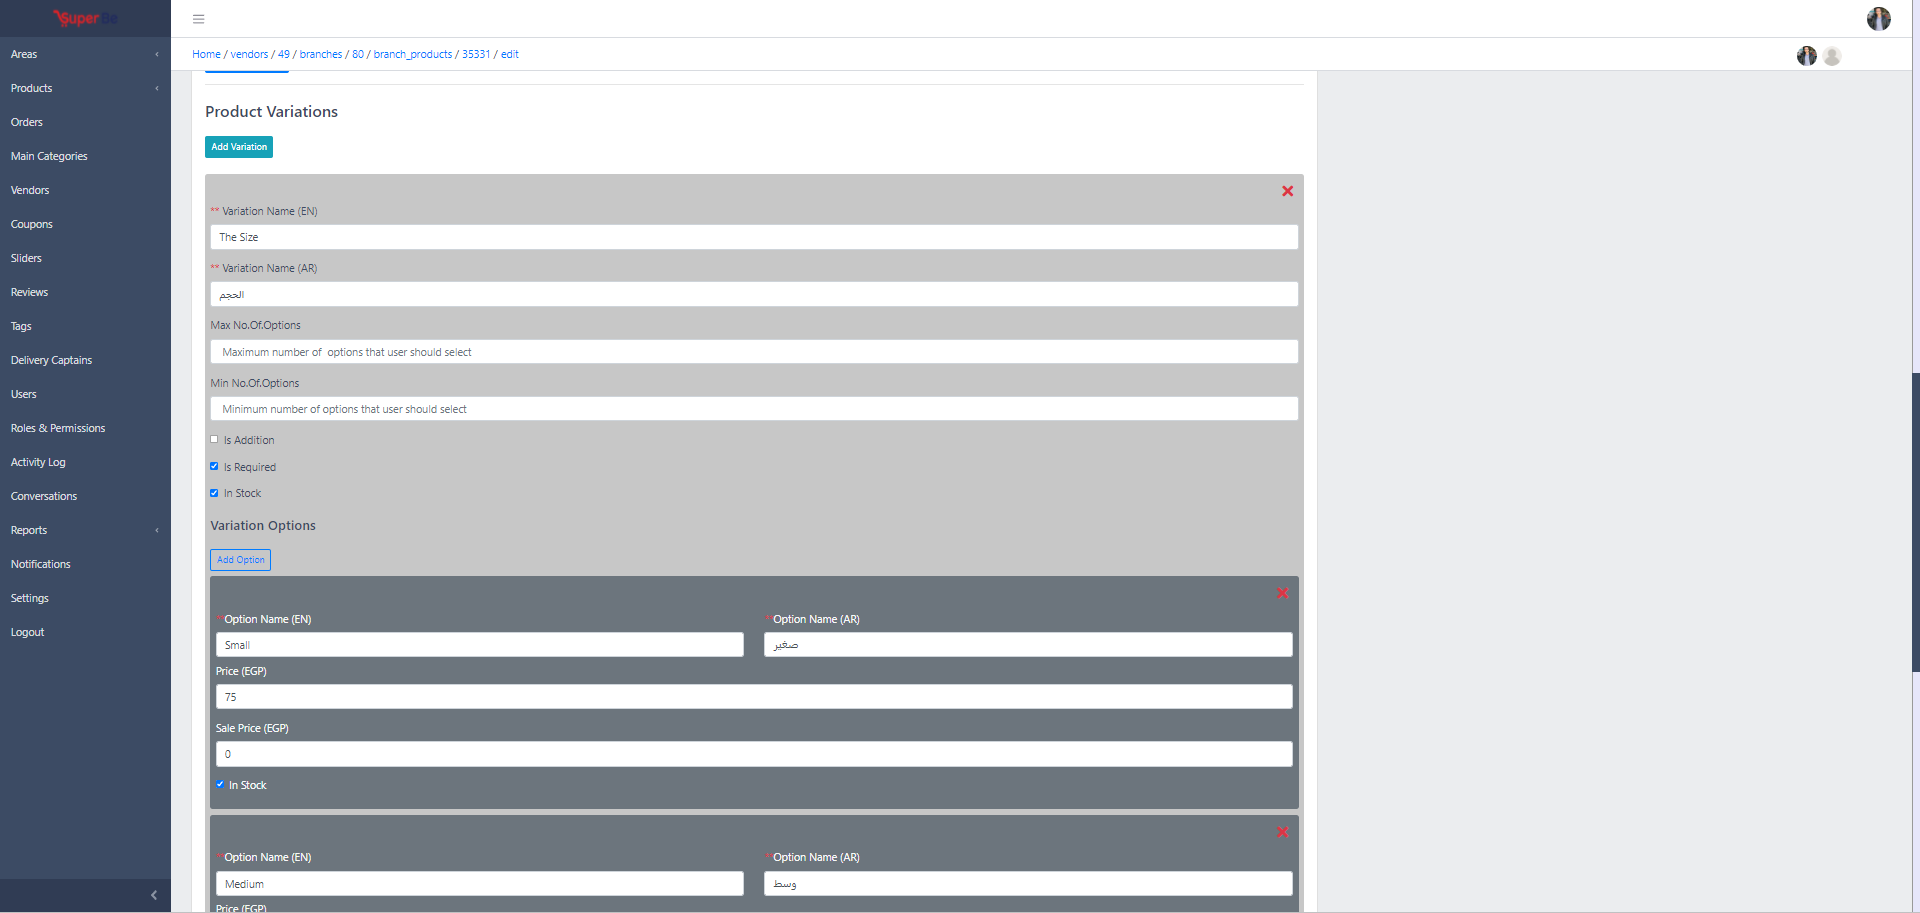 SuperBe
Areas
Products
Orders
Main Categories
Vendors
Coupons
Sliders
Reviews
Tags
Delivery Captains
Users
Roles & Permissions
Activity Log
Conversations
Reports
Notifications
Settings
Logout
Home / vendors / 49 / branches / 80 / branch_products / 35331 / edit
Product Variations
Add Variation
** Variation Name (EN)
The Size
** Variation Name (AR)
الحجم
Max No.Of.Options
Maximum number of options that user should select
Min No.Of.Options
Minimum number of options that user should select
Is Addition
Is Required
In Stock
Variation Options
Add Option
**Option Name (EN) **Option Name (AR)
Small صغير
Price (EGP)
75
Sale Price (EGP)
0
In Stock
**Option Name (EN) **Option Name (AR)
Medium وسط
Price (EGP)